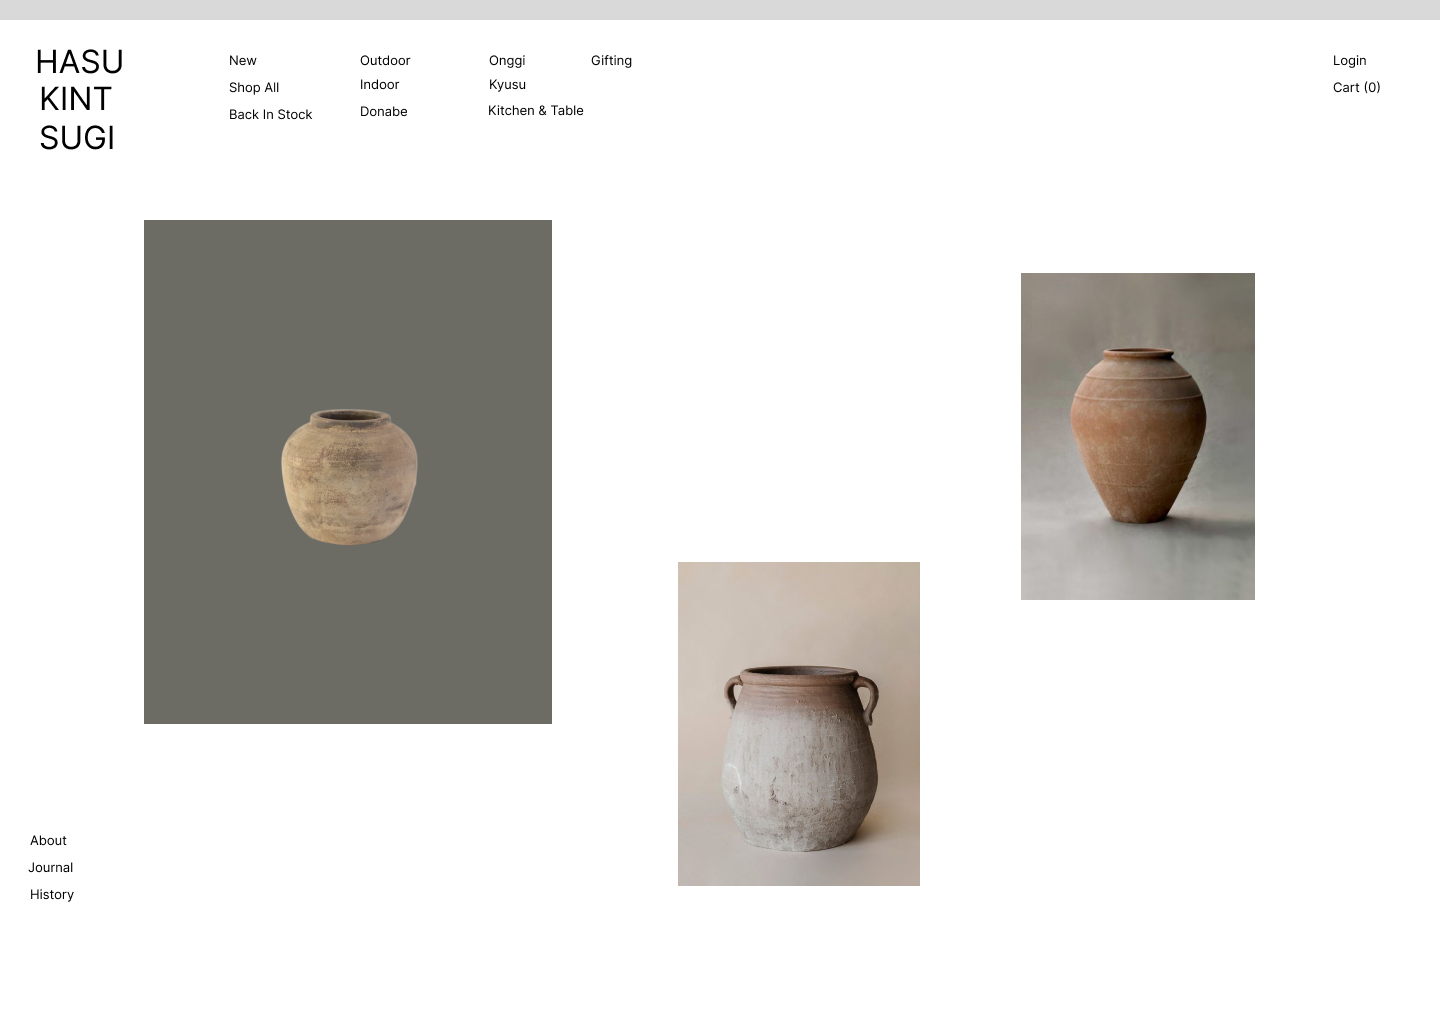 HASU
KINT
SUGI
New
Shop All
Back In Stock
Outdoor
Indoor
Donabe
Onggi
Kyusu
Kitchen & Table
Gifting
Login
Cart (0)
About
Journal
History